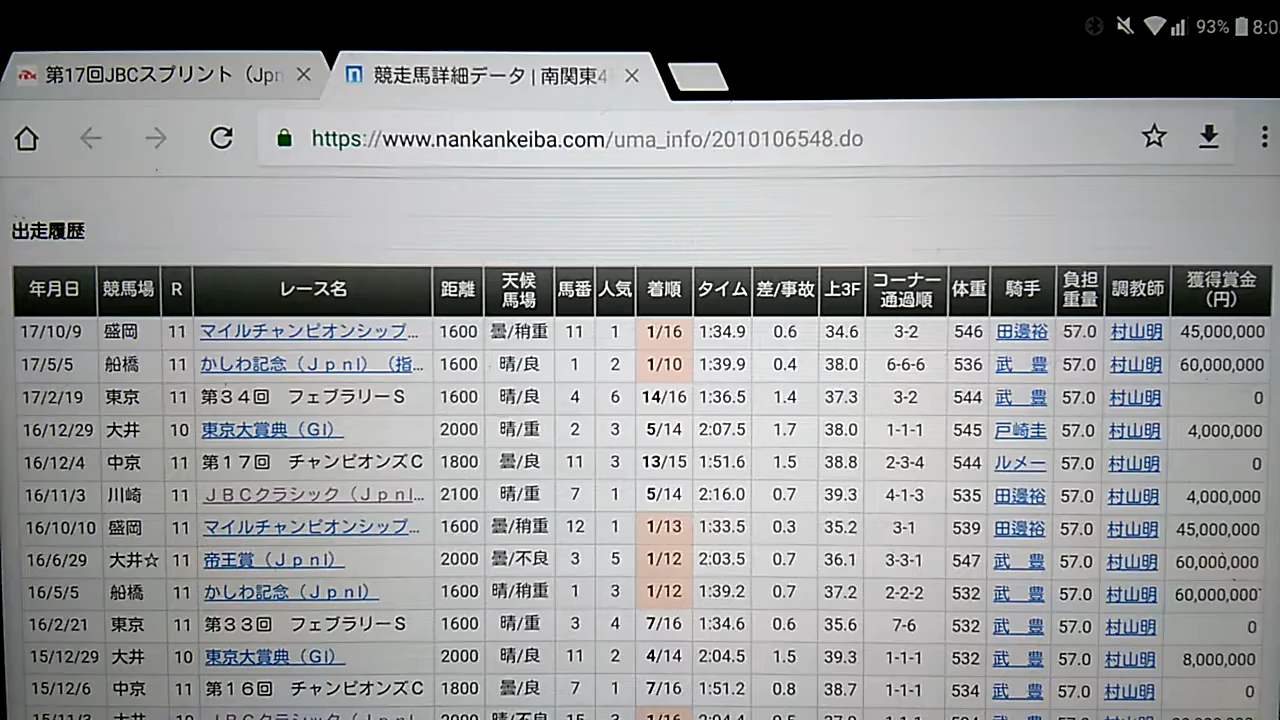 93% 8:0
第17回JBCスプリント（Jpn
競走馬詳細データ | 南関東4
https://www.nankankeiba.com/uma_info/2010106548.do
出走履歴
年月日 競馬場 R レース名 距離 天候馬場 馬番 人気 着順 タイム 差/事故 上3F コーナー通過順 体重 騎手 負担重量 調教師 獲得賞金（円）
17/10/9 盛岡 11 マイルチャンピオンシップ... 1600 曇/稍重 11 1 1/16 1:34.9 0.6 34.6 3-2 546 田邊裕 57.0 村山明 45,000,000
17/5/5 船橋 11 かしわ記念（ＪｐｎⅠ）（指... 1600 晴/良 1 2 1/10 1:39.9 0.4 38.0 6-6-6 536 武　豊 57.0 村山明 60,000,000
17/2/19 東京 11 第３４回　フェブラリーＳ 1600 晴/良 4 6 14/16 1:36.5 1.4 37.3 3-2 544 武　豊 57.0 村山明 0
16/12/29 大井 10 東京大賞典（ＧⅠ） 2000 晴/重 2 3 5/14 2:07.5 1.7 38.0 1-1-1 545 戸崎圭 57.0 村山明 4,000,000
16/12/4 中京 11 第１７回　チャンピオンズＣ 1800 曇/良 11 3 13/15 1:51.6 1.5 38.8 2-3-4 544 ルメー 57.0 村山明 0
16/11/3 川崎 11 ＪＢＣクラシック（Ｊｐｎ... 2100 晴/重 7 1 5/14 2:16.0 0.7 39.3 4-1-3 535 田邊裕 57.0 村山明 4,000,000
16/10/10 盛岡 11 マイルチャンピオンシップ... 1600 曇/稍重 12 1 1/13 1:33.5 0.3 35.2 3-1 539 田邊裕 57.0 村山明 45,000,000
16/6/29 大井☆ 11 帝王賞（ＪｐｎⅠ） 2000 曇/不良 3 5 1/12 2:03.5 0.7 36.1 3-3-1 547 武　豊 57.0 村山明 60,000,000
16/5/5 船橋 11 かしわ記念（ＪｐｎⅠ） 1600 晴/稍重 1 3 1/12 1:39.2 0.7 37.2 2-2-2 532 武　豊 57.0 村山明 60,000,000
16/2/21 東京 11 第３３回　フェブラリーＳ 1600 晴/重 3 4 7/16 1:34.6 0.6 35.6 7-6 532 武　豊 57.0 村山明 0
15/12/29 大井 10 東京大賞典（ＧⅠ） 2000 晴/良 11 2 4/14 2:04.5 1.5 39.3 1-1-1 532 武　豊 57.0 村山明 8,000,000
15/12/6 中京 11 第１６回　チャンピオンズＣ 1800 曇/良 7 1 7/16 1:51.2 0.8 38.7 1-1-1 534 武　豊 57.0 村山明 0